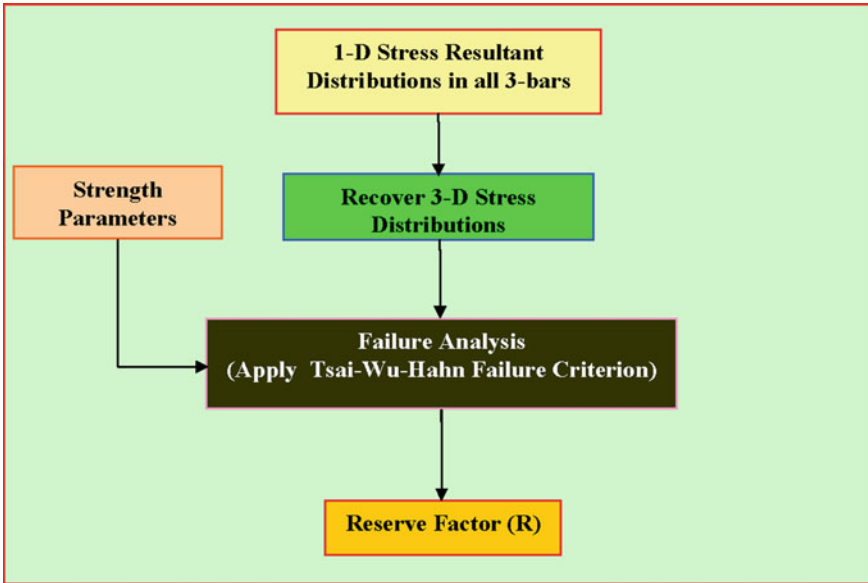 1-D Stress Resultant
Distributions in all 3-bars
Strength
Parameters
Recover 3-D Stress
Distributions
Failure Analysis
(Apply Tsai-Wu-Hahn Failure Criterion)
Reserve Factor (R)